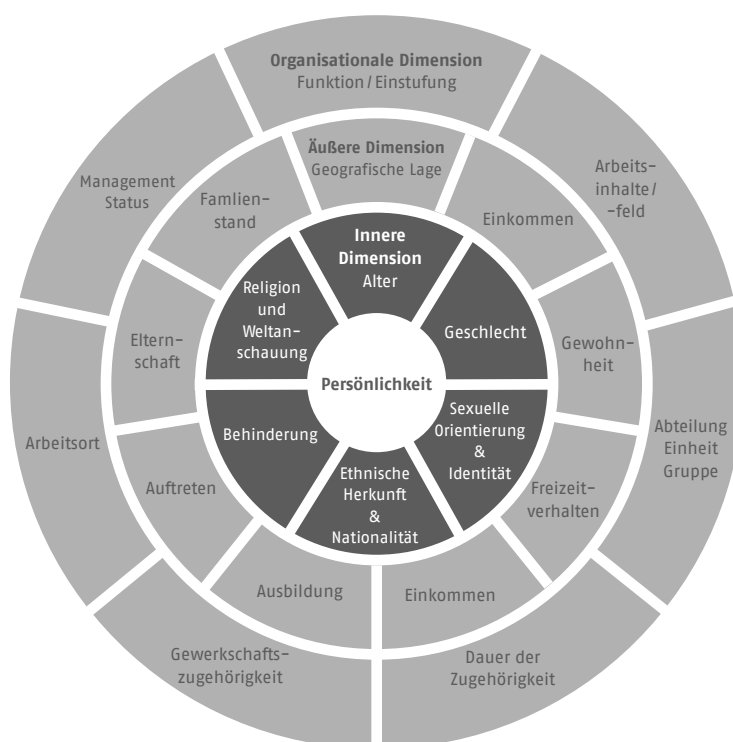 Organisationale Dimension
Funktion/Einstufung
Arbeits-
inhalte/
-feld
Abteilung
Einheit
Gruppe
Dauer der
Zugehörigkeit
Gewerkschafts-
zugehörigkeit
Arbeitsort
Management
Status
Äußere Dimension
Geografische Lage
Einkommen
Gewohn-
heit
Freizeit-
verhalten
Einkommen
Ausbildung
Auftreten
Eltern-
schaft
Famlien-
stand
Innere
Dimension
Alter
Geschlecht
Sexuelle
Orientierung
&
Identität
Ethnische
Herkunft
&
Nationalität
Behinderung
Religion
und
Weltan-
schauung
Persönlichkeit